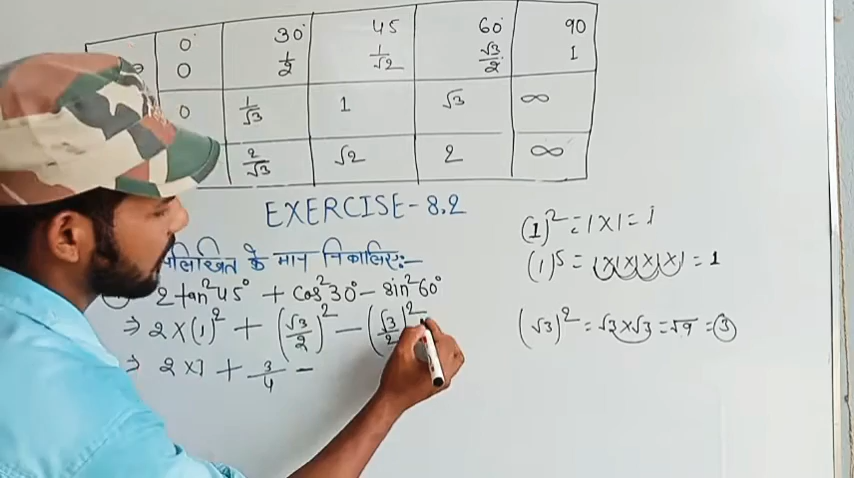 0° 30° 45 60° 90
0 1/2 1/√2 √3/2 1
0 1/√3 1 √3 ∞
2/√3 √2 2 ∞
EXERCISE-8.2
के मान निकालिए:-
2 tan²45° + cos²30° - sin²60°
⇒ 2×(1)² + (√3/2)² - (√3/2)²
⇒ 2×1 + 3/4 -
(1)² = 1×1 = 1
(1)⁵ = 1×1×1×1×1 = 1
(√3)² = √3×√3 = √9 = 3